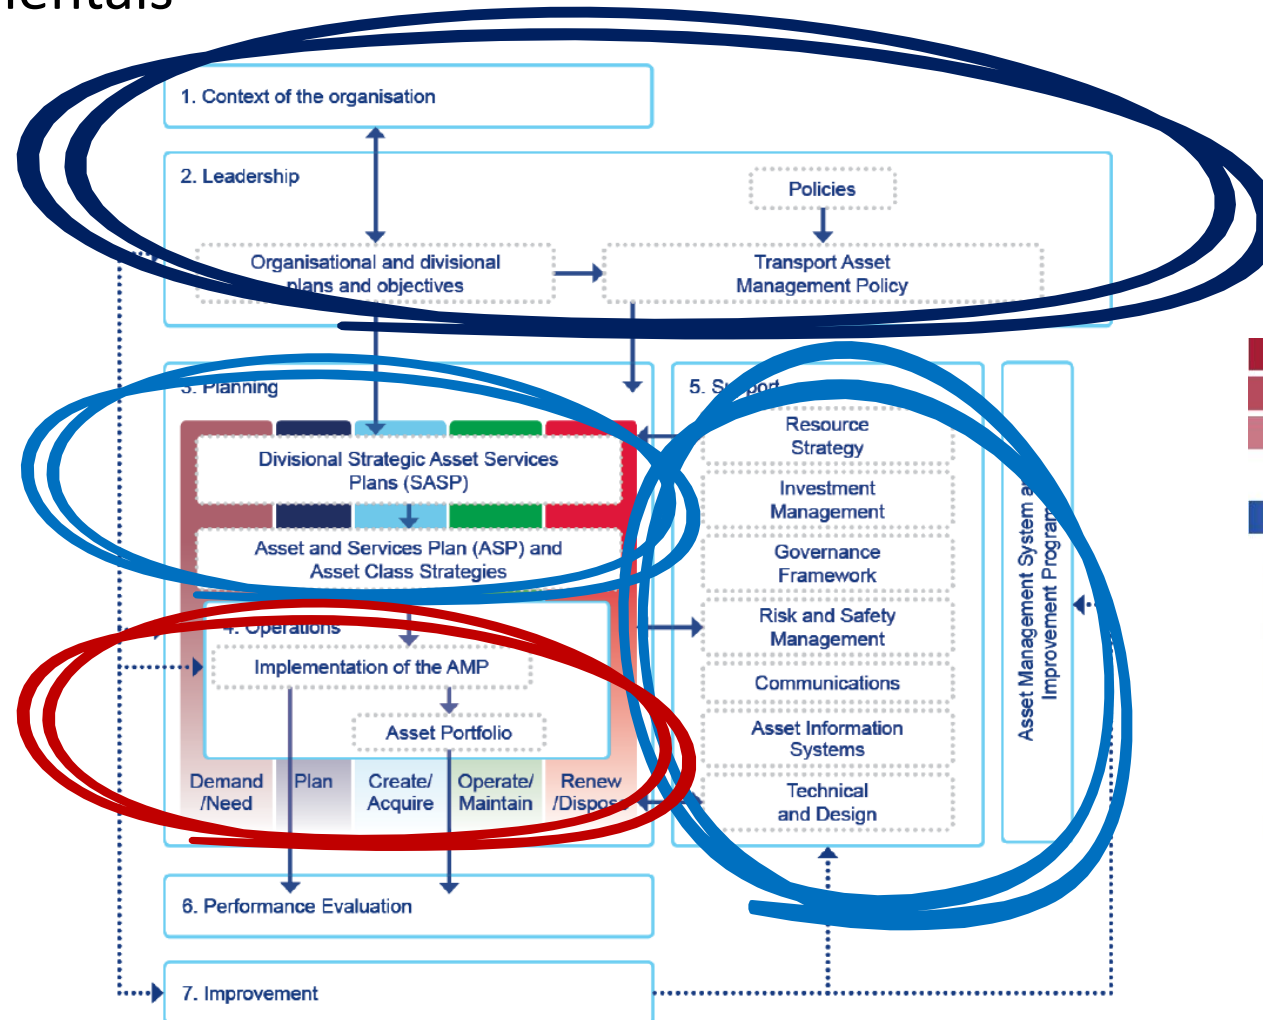 1. Context of the organisation
2. Leadership
Policies
Organisational and divisional
plans and objectives
Transport Asset
Management Policy
3. Planning
Divisional Strategic Asset Services
Plans (SASP)
Asset and Services Plan (ASP) and
Asset Class Strategies
4. Operations
Implementation of the AMP
Asset Portfolio
Demand
/Need
Plan
Create/
Acquire
Operate/
Maintain
Renew
/Dispose
5. Support
Resource
Strategy
Investment
Management
Governance
Framework
Risk and Safety
Management
Communications
Asset Information
Systems
Technical
and Design
Asset Management System
Improvement Program
6. Performance Evaluation
7. Improvement